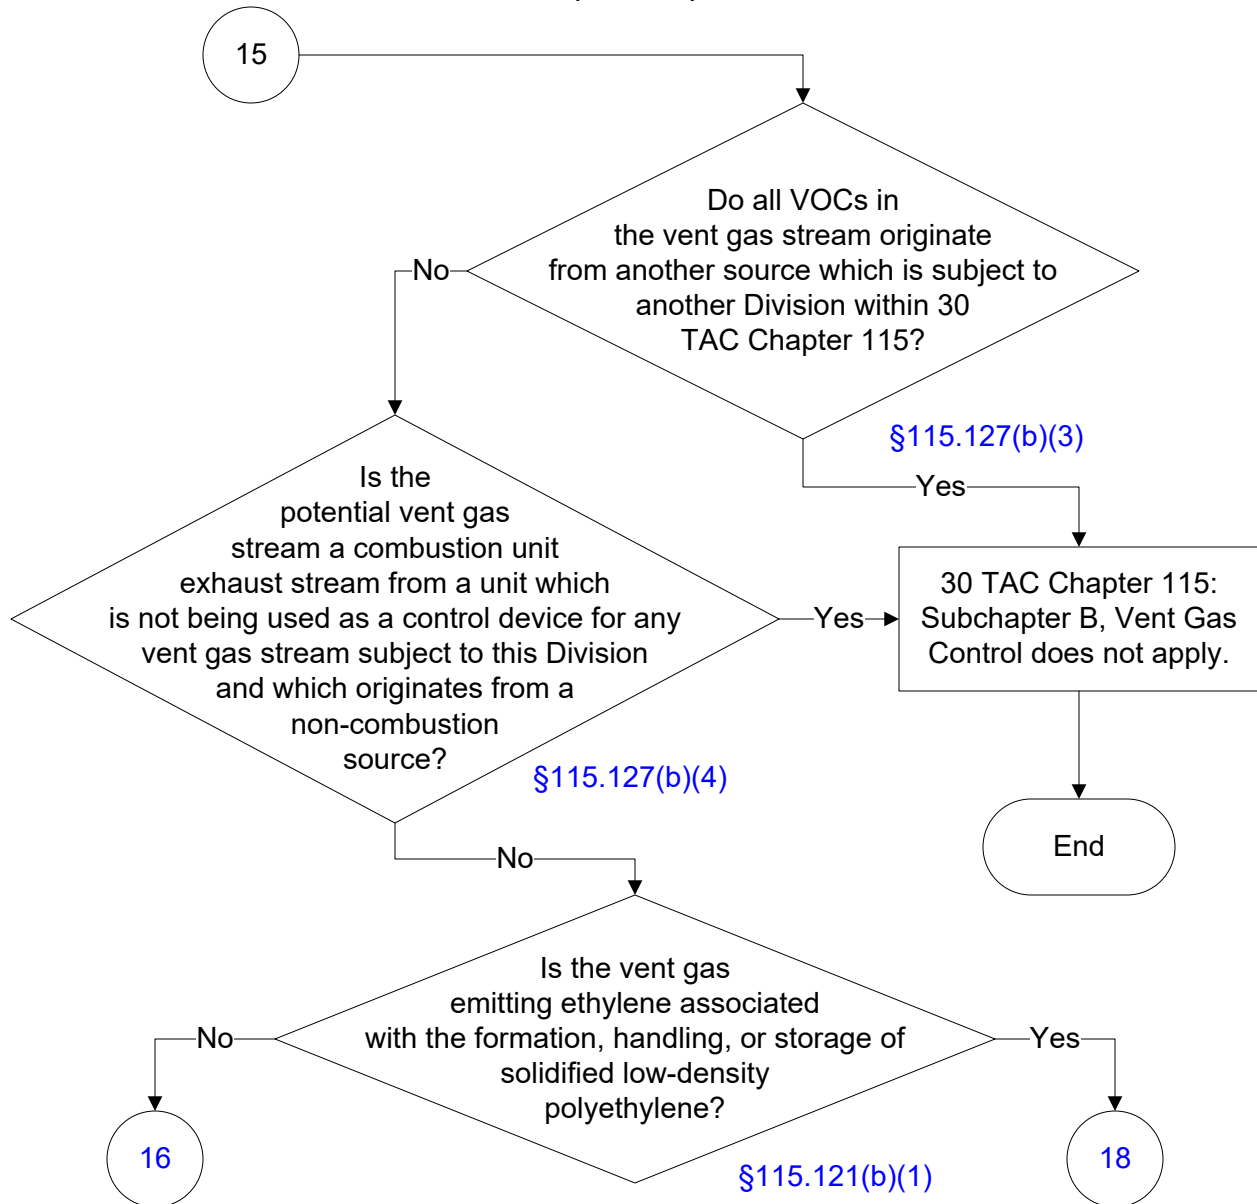 15
Do all VOCs in
the vent gas stream originate
from another source which is subject to
another Division within 30
TAC Chapter 115?
No
§115.127(b)(3)
Yes
Is the
potential vent gas
stream a combustion unit
exhaust stream from a unit which
is not being used as a control device for any
vent gas stream subject to this Division
and which originates from a
non-combustion
source?
Yes
30 TAC Chapter 115:
Subchapter B, Vent Gas
Control does not apply.
§115.127(b)(4)
End
No
Is the vent gas
emitting ethylene associated
with the formation, handling, or storage of
solidified low-density
polyethylene?
No
Yes
16
§115.121(b)(1)
18